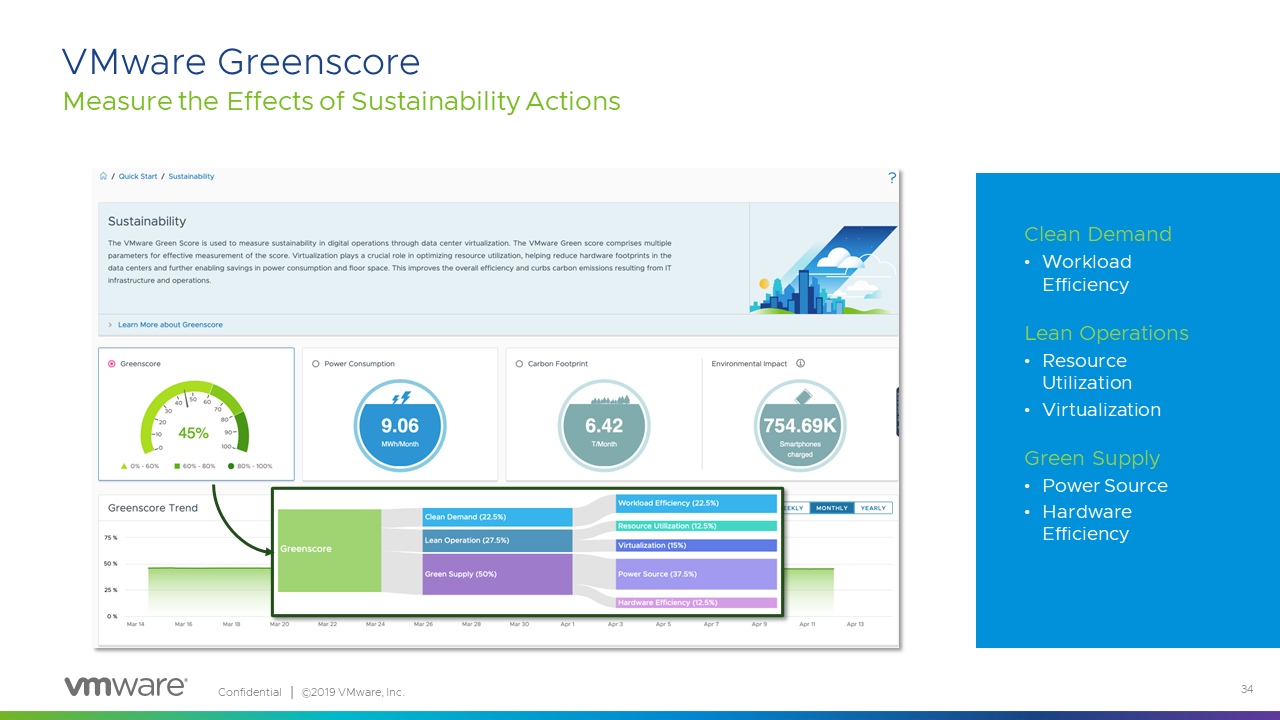 VMware Greenscore
Measure the Effects of Sustainability Actions
/ Quick Start / Sustainability
?
Sustainability
The VMware Green Score is used to measure sustainability in digital operations through data center virtualization. The VMware Green score comprises multiple
parameters for effective measurement of the score. Virtualization plays a crucial role in optimizing resource utilization, helping reduce hardware footprints in the
data centers and further enabling savings in power consumption and floor space. This improves the overall efficiency and curbs carbon emissions resulting from IT
infrastructure and operations.
> Learn More about Greenscore
Greenscore
0
10
20
30
40
50
60
70
80
90
100
45%
0% - 60% 60% - 80% 80% - 100%
Power Consumption
9.06
MWh/Month
Carbon Footprint
6.42
T/Month
Environmental Impact
754.69K
Smartphones
charged
Greenscore Trend
MONTHLY YEARLY
75 %
50 %
25 %
0 %
Mar 14 Mar 16 Mar 18 Mar 20 Mar 22 Mar 24 Mar 26 Mar 28 Mar 30 Apr 1 Apr 3 Apr 5 Apr 7 Apr 9 Apr 11 Apr 13
Greenscore
Clean Demand (22.5%)
Lean Operation (27.5%)
Green Supply (50%)
Workload Efficiency (22.5%)
Resource Utilization (12.5%)
Virtualization (15%)
Power Source (37.5%)
Hardware Efficiency (12.5%)
Clean Demand
• Workload
Efficiency
Lean Operations
• Resource
Utilization
• Virtualization
Green Supply
• Power Source
• Hardware
Efficiency
vmware®
Confidential | ©2019 VMware, Inc.
34